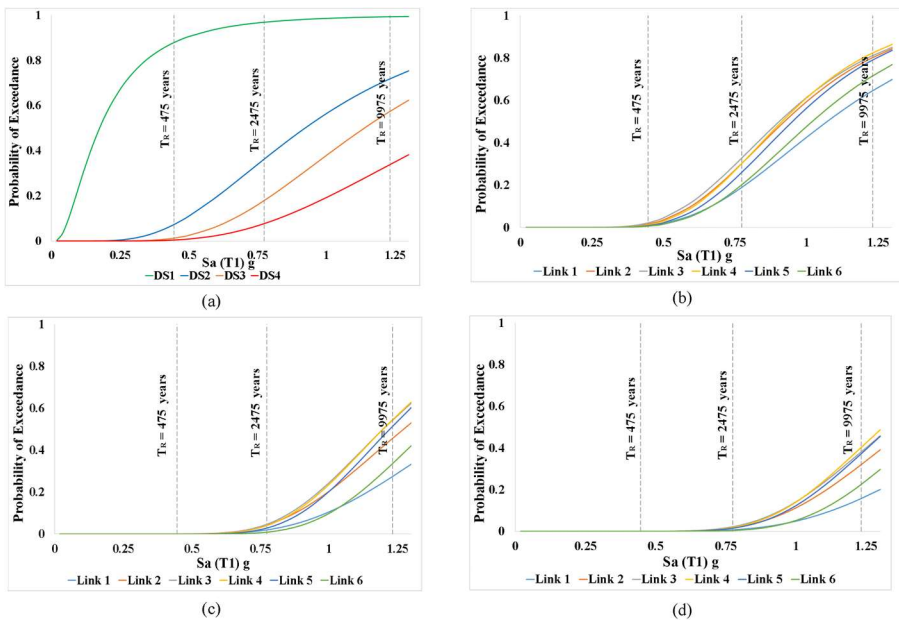 Probability of Exceedance
1
0.8
0.6
0.4
0.2
0
TR = 475 years
TR = 2475 years
TR = 9975 years
0
0.25
0.5
0.75
1
1.25
Sa (T1) g
DS1 DS2 DS3 DS4
(a)
Probability of Exceedance
1
0.8
0.6
0.4
0.2
0
TR = 475 years
TR = 2475 years
TR = 9975 years
0
0.25
0.5
0.75
1
1.25
Sa (T1) g
Link 1 Link 2 Link 3 Link 4 Link 5 Link 6
(b)
Probability of Exceedance
1
0.8
0.6
0.4
0.2
0
TR = 475 years
TR = 2475 years
TR = 9975 years
0
0.25
0.5
0.75
1
1.25
Sa (T1) g
Link 1 Link 2 Link 3 Link 4 Link 5 Link 6
(c)
Probability of Exceedance
1
0.8
0.6
0.4
0.2
0
TR = 475 years
TR = 2475 years
TR = 9975 years
0
0.25
0.5
0.75
1
1.25
Sa (T1) g
Link 1 Link 2 Link 3 Link 4 Link 5 Link 6
(d)